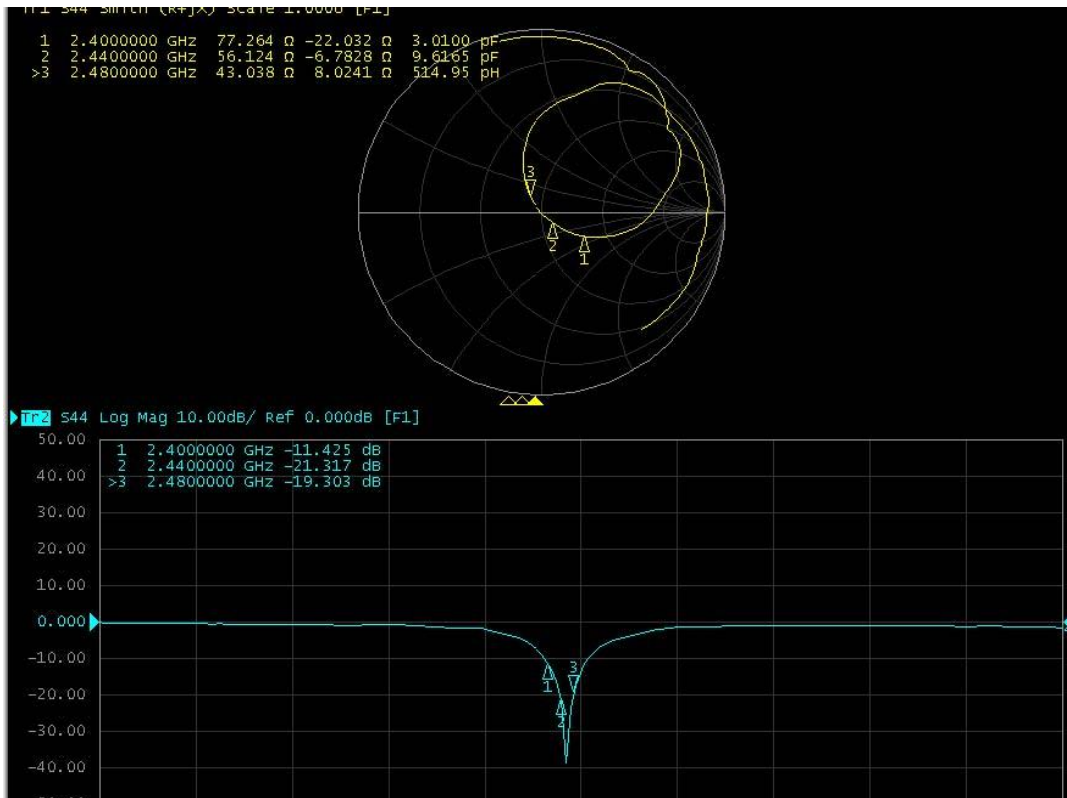 Tr1 S44 Smith (R+jX) Scale 1.000U [F1]
1 2.4000000 GHz 77.264 Ω -22.032 Ω 3.0100 pF
2 2.4400000 GHz 56.124 Ω -6.7828 Ω 9.6165 pF
>3 2.4800000 GHz 43.038 Ω 8.0241 Ω 514.95 pH
3
2
1
Tr2 S44 Log Mag 10.00dB/ Ref 0.000dB [F1]
50.00
1 2.4000000 GHz -11.425 dB
2 2.4400000 GHz -21.317 dB
>3 2.4800000 GHz -19.303 dB
40.00
30.00
20.00
10.00
0.000
-10.00
3
1
-20.00
2
-30.00
-40.00